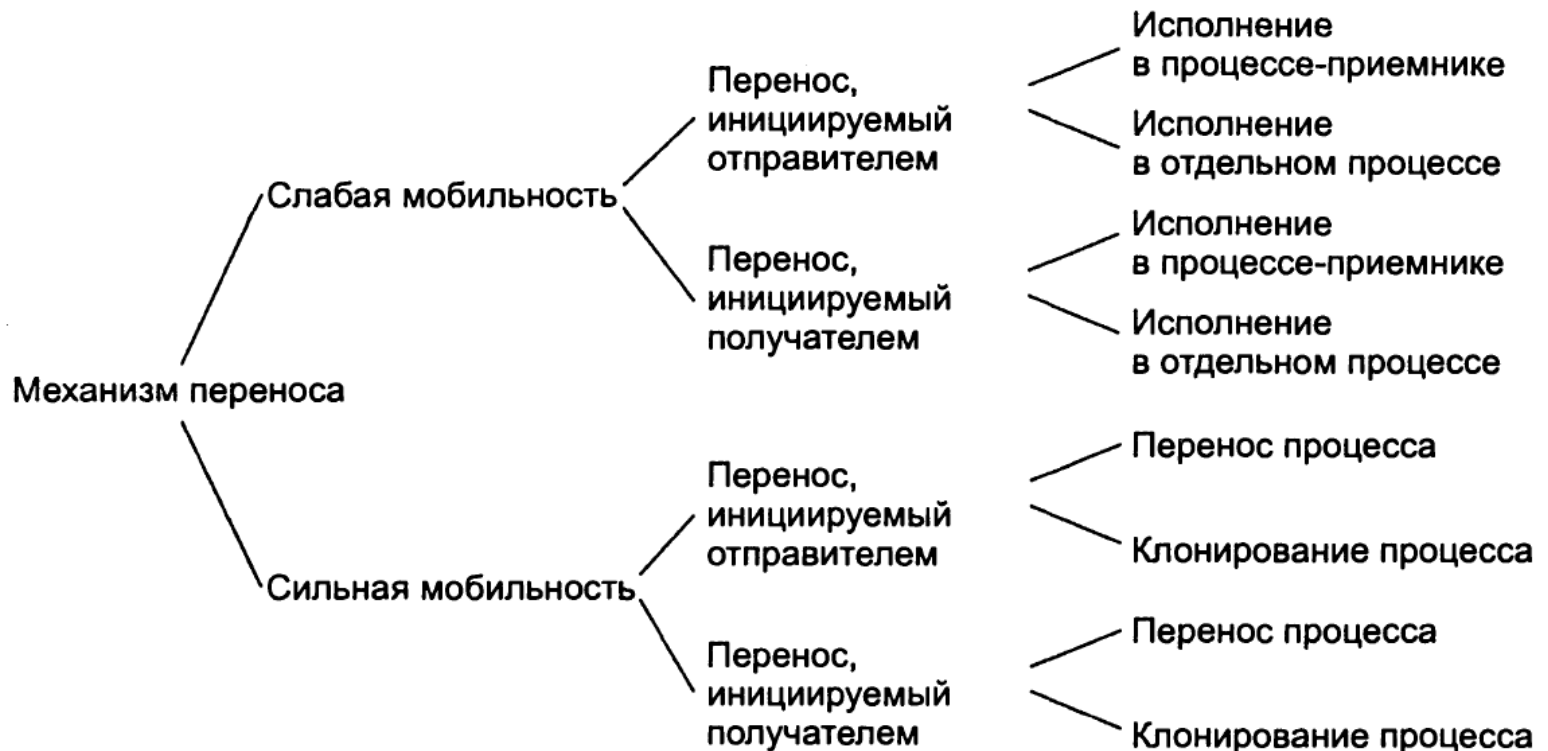 Исполнение
в процессе-приемнике
Перенос,
инициируемый
отправителем
Исполнение
в отдельном процессе
Слабая мобильность
Исполнение
в процессе-приемнике
Перенос,
инициируемый
получателем
Исполнение
в отдельном процессе
Механизм переноса
Перенос процесса
Перенос,
инициируемый
отправителем
Клонирование процесса
Сильная мобильность
Перенос процесса
Перенос,
инициируемый
получателем
Клонирование процесса